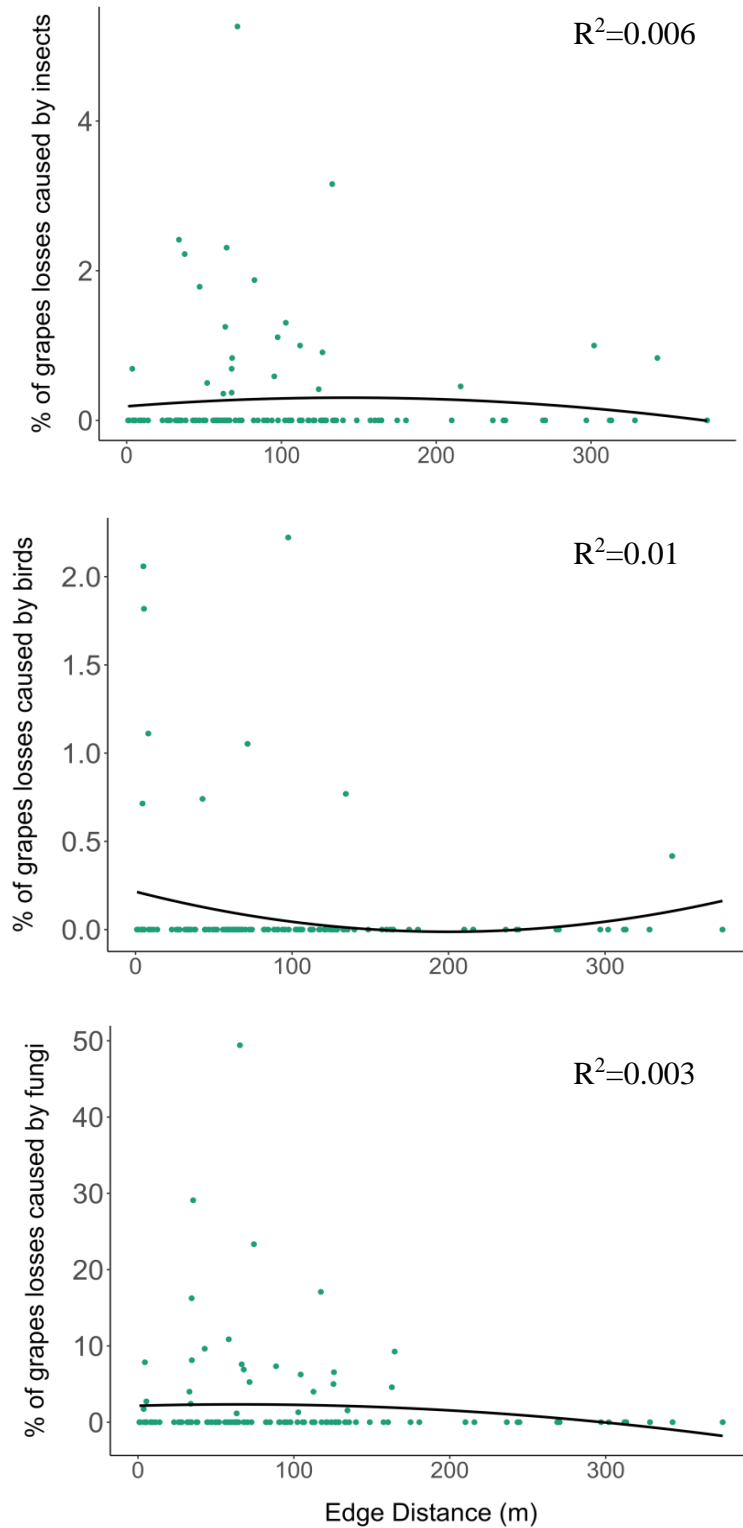 R²=0.006
% of grapes losses caused by insects
4
2
0
0 100 200 300
R²=0.01
% of grapes losses caused by birds
2.0
1.5
1.0
0.5
0.0
0 100 200 300
R²=0.003
% of grapes losses caused by fungi
50
40
30
20
10
0
0 100 200 300
Edge Distance (m)